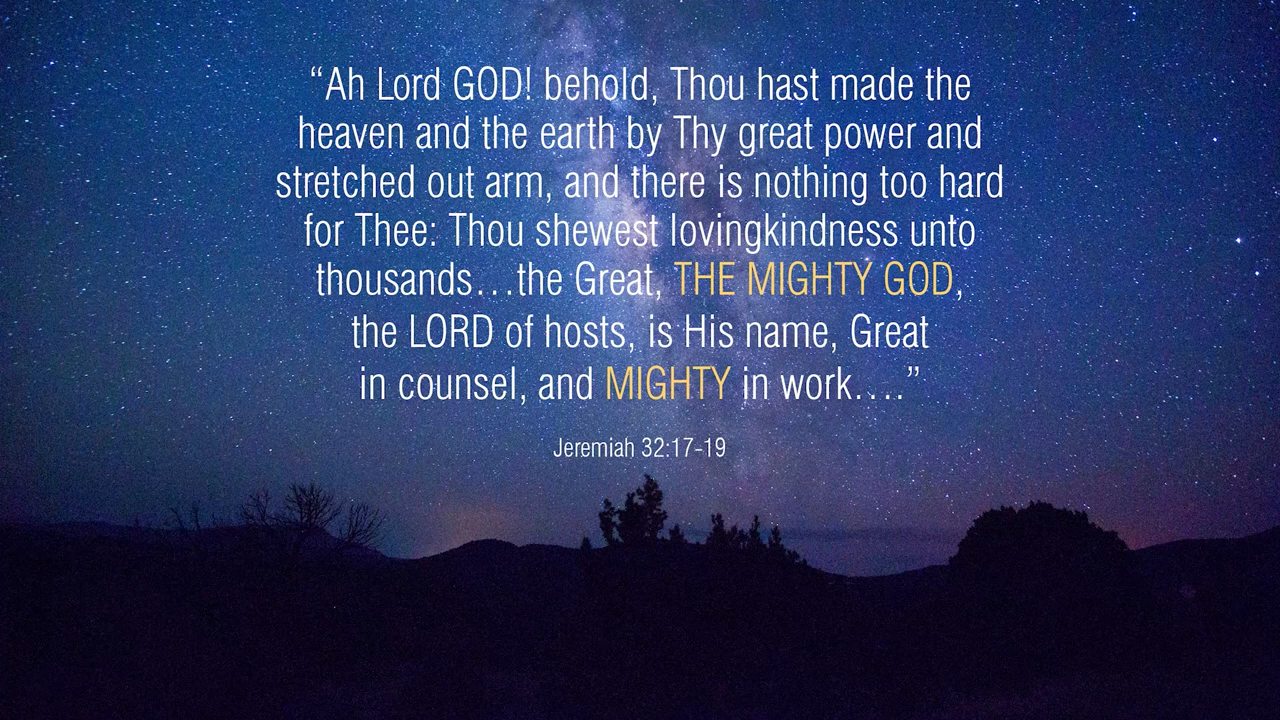 “Ah Lord GOD! behold, Thou hast made the
heaven and the earth by Thy great power and
stretched out arm, and there is nothing too hard
for Thee: Thou shewest lovingkindness unto
thousands...the Great, THE MIGHTY GOD,
the LORD of hosts, is His name, Great
in counsel, and MIGHTY in work....”
Jeremiah 32:17-19